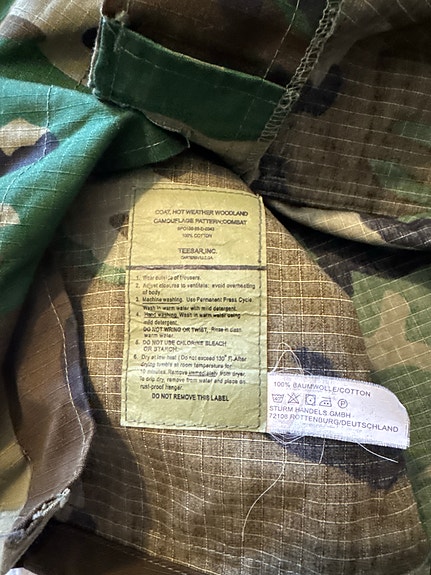 COAT, HOT WEATHER WOODLAND
CAMOUFLAGE PATTERN:COMBAT
100% COTTON
TEESAR,INC.
1. Wear outside of trousers.
2. Adjust closures to ventilate: avoid overheating
of body.
3. Machine washing. Use Permanent Press Cycle
Wash in warm water with mild detergent.
4. Hand washing. Wash in warm water using
mild detergent.
DO NOT WRING OR TWIST, Rinse in clean
warm water.
5. DO NOT USE CHLORINE BLEACH
OR STARCH.
6. Dry at low heat ( Do not exceed 130° F). After
drying tumble at room temperature for
10 minutes. Remove immediately from dryer.
To drip dry, remove from water and place on
rust-proof hanger.
DO NOT REMOVE THIS LABEL
100% BAUMWOLLE/COTTON
STURM HANDELS GMBH
72108 ROTTENBURG/DEUTSCHLAND